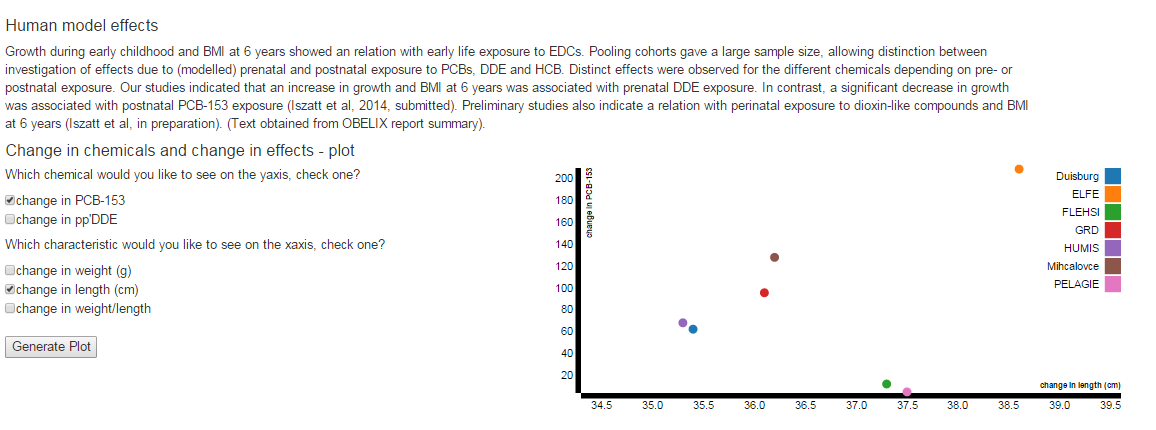 Human model effects
Growth during early childhood and BMI at 6 years showed an relation with early life exposure to EDCs. Pooling cohorts gave a large sample size, allowing distinction between
investigation of effects due to (modelled) prenatal and postnatal exposure to PCBs, DDE and HCB. Distinct effects were observed for the different chemicals depending on pre- or
postnatal exposure. Our studies indicated that an increase in growth and BMI at 6 years was associated with prenatal DDE exposure. In contrast, a significant decrease in growth
was associated with postnatal PCB-153 exposure (Iszatt et al, 2014, submitted). Preliminary studies also indicate a relation with perinatal exposure to dioxin-like compounds and BMI
at 6 years (Iszatt et al, in preparation). (Text obtained from OBELIX report summary).
Change in chemicals and change in effects - plot
Which chemical would you like to see on the yaxis, check one?
change in PCB-153
change in pp'DDE
Which characteristic would you like to see on the xaxis, check one?
change in weight (g)
change in length (cm)
change in weight/length
Generate Plot
change in PCB-153
200
180
160
140
120
100
80
60
40
20
Duisburg
ELFE
FLEHSI
GRD
HUMIS
Mihcalovce
PELAGIE
change in length (cm)
34.5 35.0 35.5 36.0 36.5 37.0 37.5 38.0 38.5 39.0 39.5